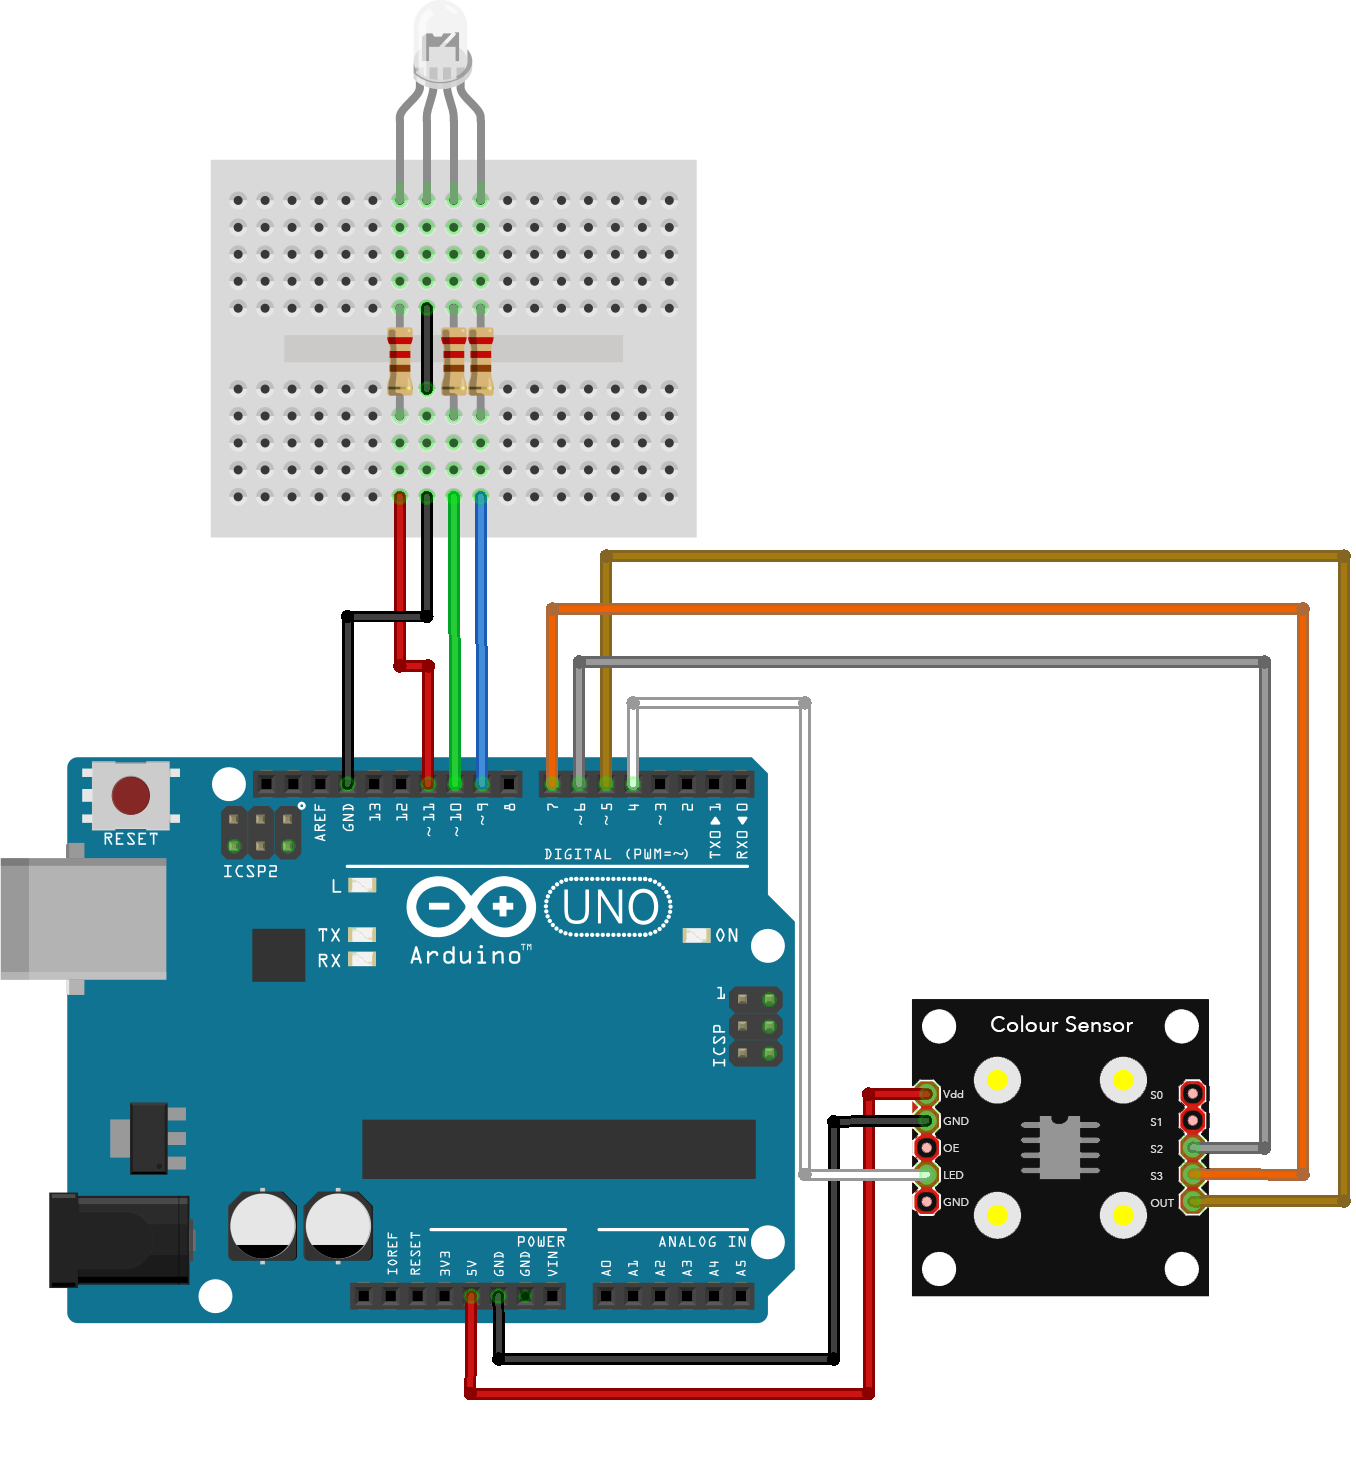 RESET
ICSP2
AREF
GND
13
12
~11
~10
~9
8
7
~6
~5
4
~3
2
TX0▶1
RX0◀0
DIGITAL (PWM=~)
L
TX
RX
Arduino™
UNO
ON
1
ICSP
Colour Sensor
Vdd
GND
OE
LED
GND
S0
S1
S2
S3
OUT
POWER
ANALOG IN
IOREF
RESET
3V3
5V
GND
GND
VIN
A0
A1
A2
A3
A4
A5